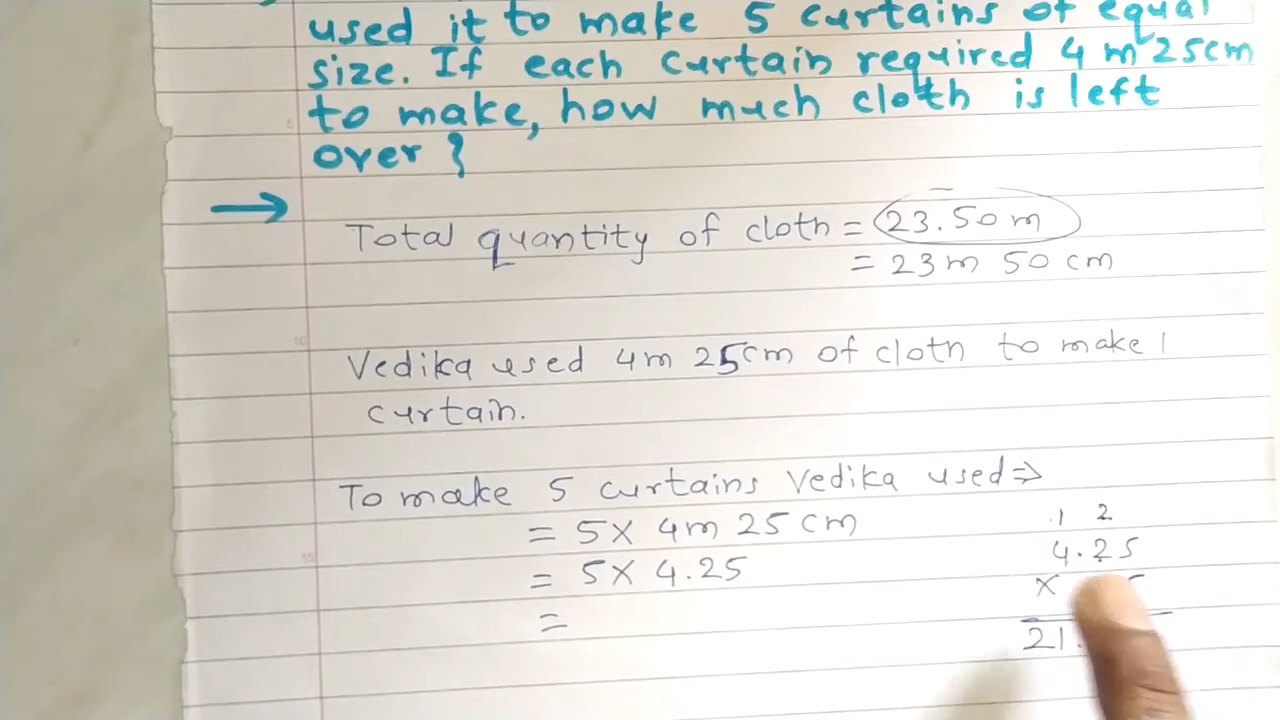 used it to make 5 curtains of equal
size. If each curtain required 4 m 25cm
to make, how much cloth is left
over ?
→
Total quantity of cloth = 23.50 m
= 23 m 50 cm
Vedika used 4m 25cm of cloth to make 1
curtain.
To make 5 curtains Vedika used ⇒
= 5 × 4m 25 cm
= 5 × 4.25
=
1 2
4.25
×
21.